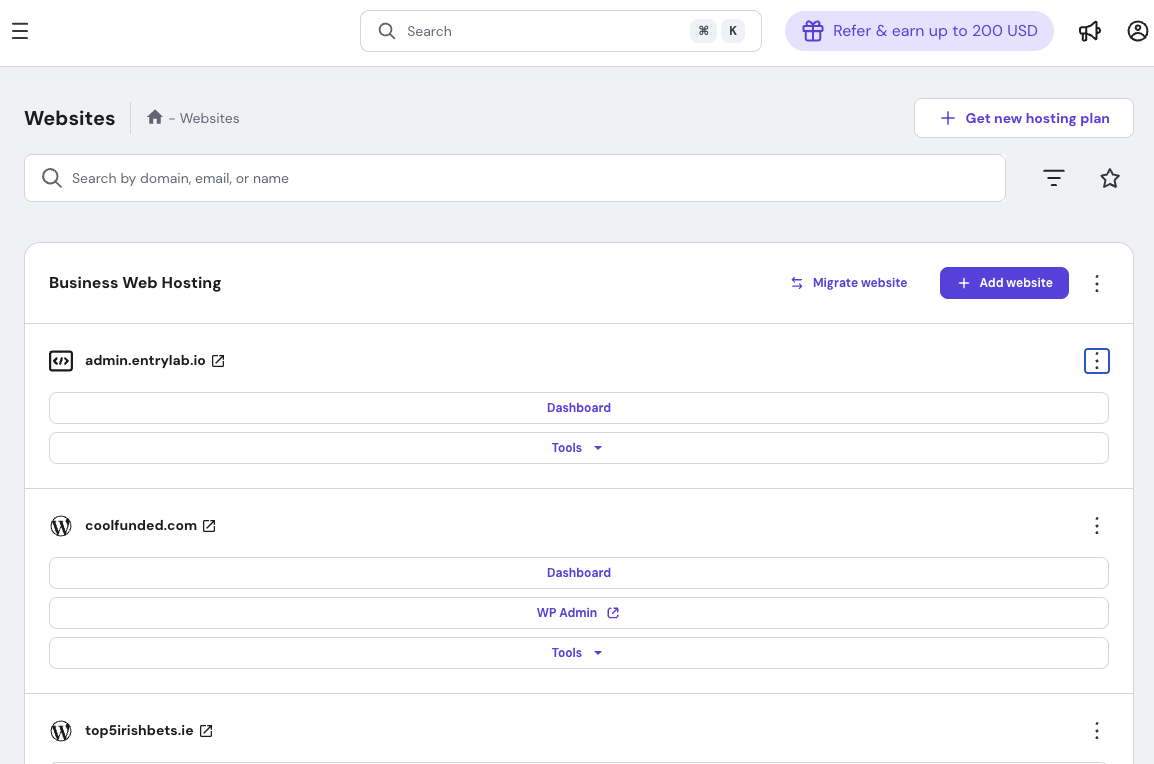 Search ⌘ K Refer & earn up to 200 USD
Websites - Websites Get new hosting plan
Search by domain, email, or name
Business Web Hosting Migrate website Add website
admin.entrylab.io
Dashboard
Tools
coolfunded.com
Dashboard
WP Admin
Tools
top5irishbets.ie